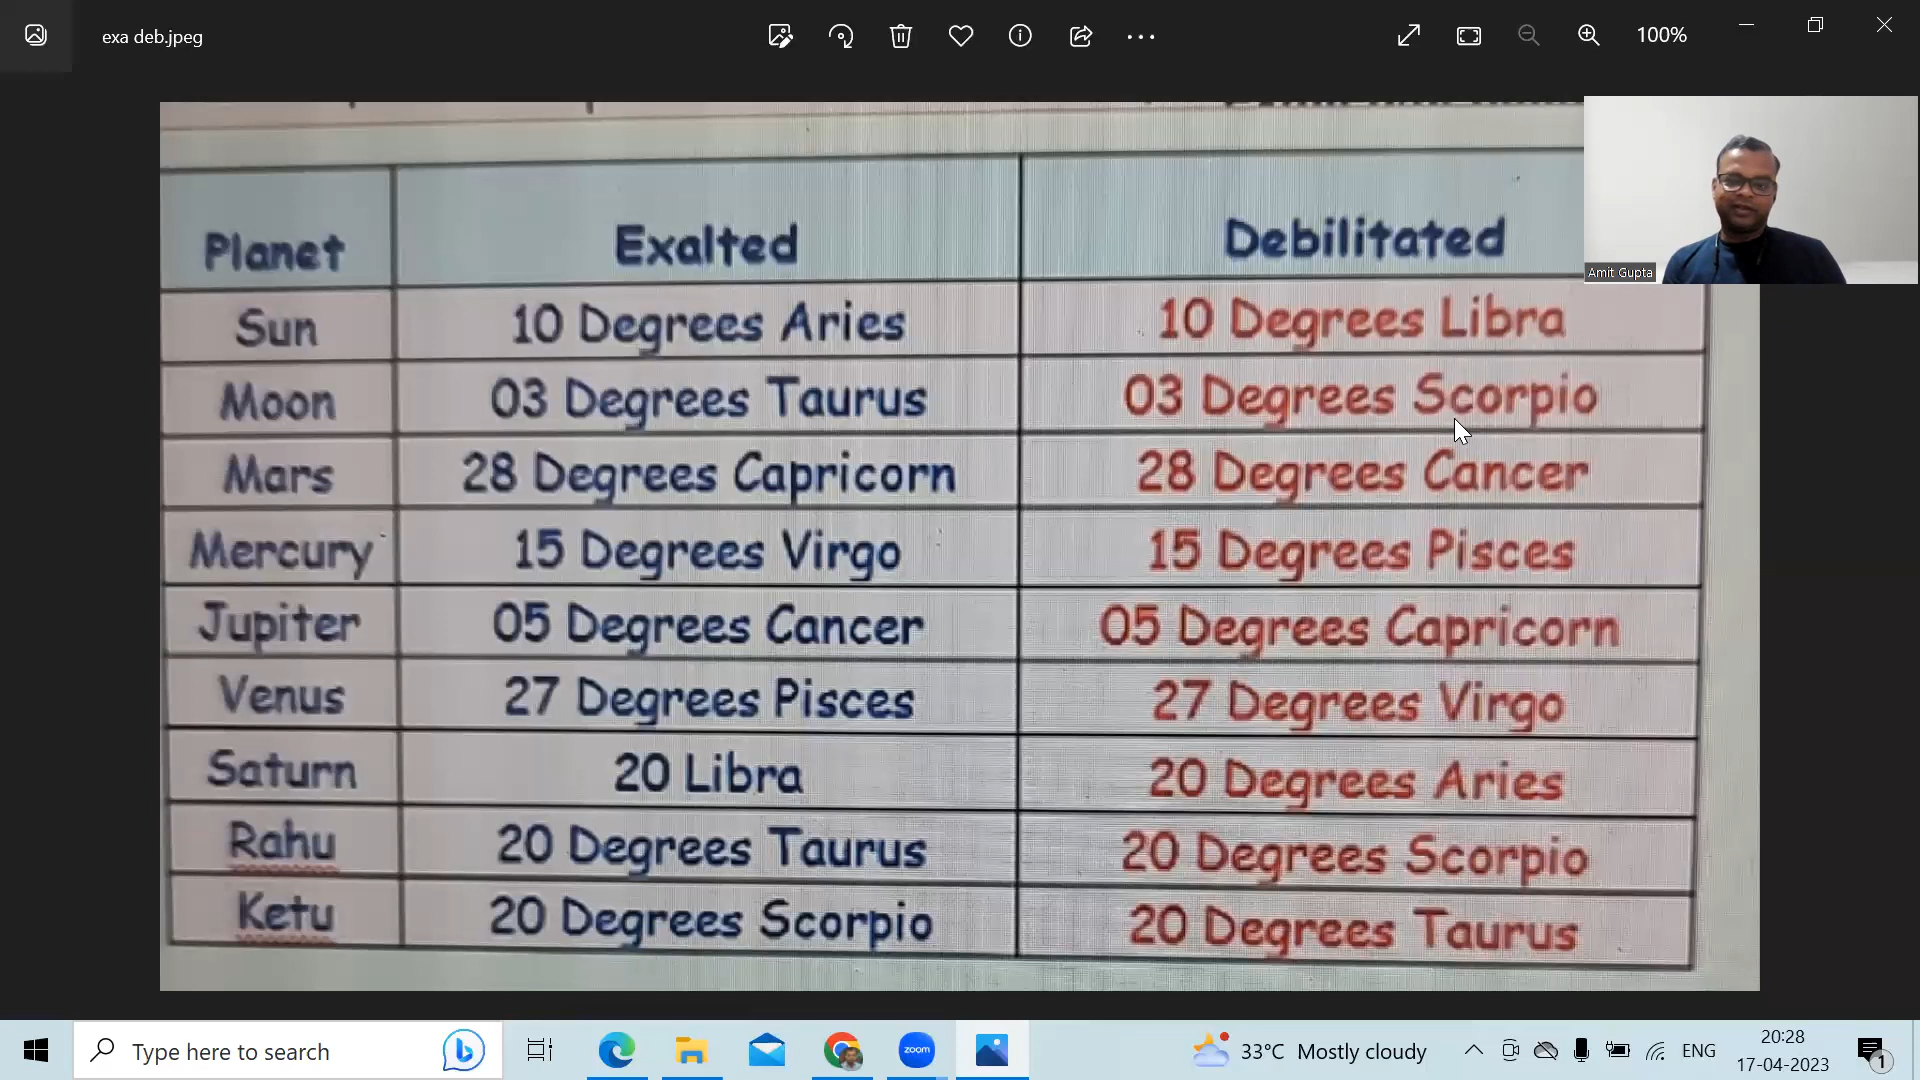 exa deb.jpeg
100%
Planet Exalted Debilitated
Sun 10 Degrees Aries 10 Degrees Libra
Moon 03 Degrees Taurus 03 Degrees Scorpio
Mars 28 Degrees Capricorn 28 Degrees Cancer
Mercury 15 Degrees Virgo 15 Degrees Pisces
Jupiter 05 Degrees Cancer 05 Degrees Capricorn
Venus 27 Degrees Pisces 27 Degrees Virgo
Saturn 20 Libra 20 Degrees Aries
Rahu 20 Degrees Taurus 20 Degrees Scorpio
Ketu 20 Degrees Scorpio 20 Degrees Taurus
Amit Gupta
Type here to search
zoom
33°C Mostly cloudy
ENG
20:28
17-04-2023
1